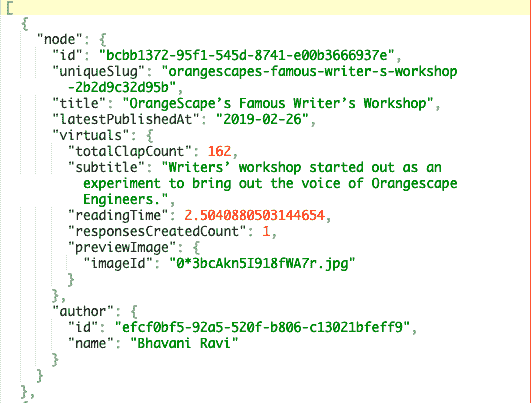 [
{
"node": {
"id": "bcbb1372-95f1-545d-8741-e00b3666937e",
"uniqueSlug": "orangescapes-famous-writer-s-workshop
-2b2d9c32d95b",
"title": "OrangeScape’s Famous Writer’s Workshop",
"latestPublishedAt": "2019-02-26",
"virtuals": {
"totalClapCount": 162,
"subtitle": "Writers’ workshop started out as an
experiment to bring out the voice of Orangescape
Engineers.",
"readingTime": 2.5040880503144654,
"responsesCreatedCount": 1,
"previewImage": {
"imageId": "0*3bcAkn5I918fWA7r.jpg"
}
},
"author": {
"id": "efcf0bf5-92a5-520f-b806-c13021bfeff9",
"name": "Bhavani Ravi"
}
}
},